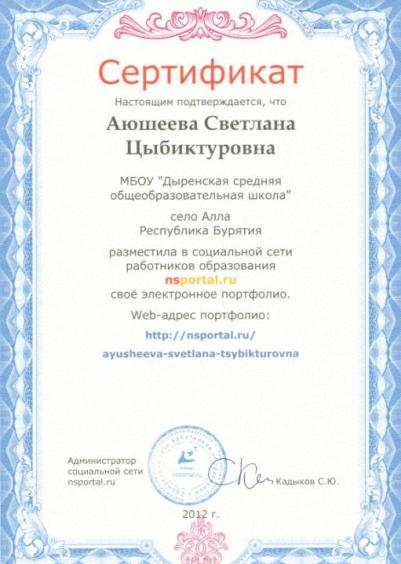 Сертификат
Настоящим подтверждается, что
Аюшеева Светлана
Цыбиктуровна
МБОУ "Дыренская средняя
общеобразовательная школа"
село Алла
Республика Бурятия
разместила в социальной сети
работников образования
nsportal.ru
своё электронное портфолио.
Web-адрес портфолио:
http://nsportal.ru/
ayusheeva-svetlana-tsybikturovna
Администратор
социальной сети
nsportal.ru
Кадыков С.Ю.
2012 г.